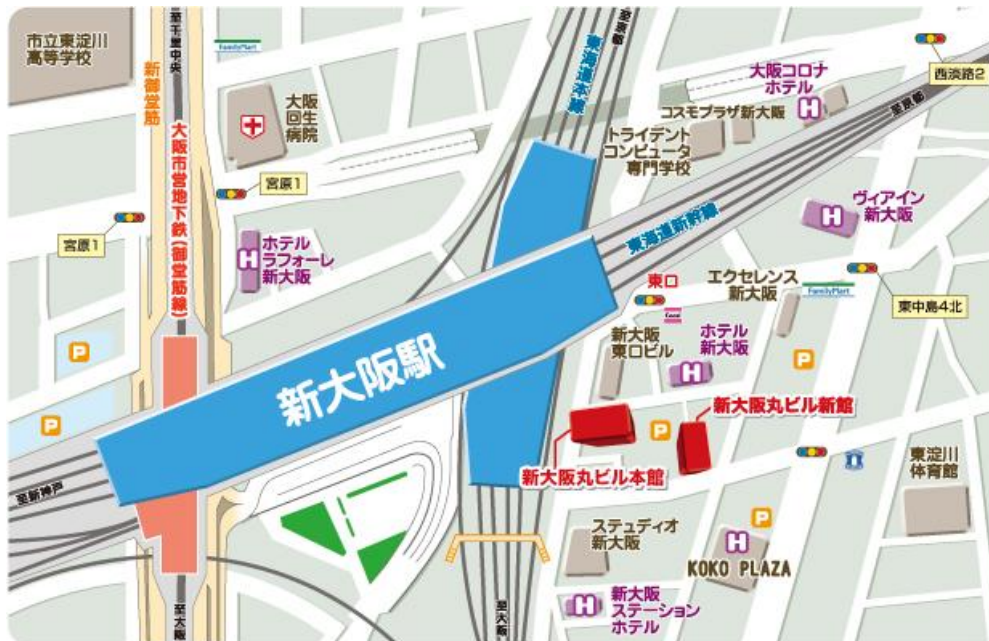 市立東淀川
高等学校
至千里中央
新御堂筋
FamilyMart
大阪
回生
病院
大阪市営地下鉄(御堂筋線)
宮原1
宮原1
ホテル
ラフォーレ
新大阪
P
P
至京都
東海道本線
大阪コロナ
ホテル
H
コスモプラザ新大阪
トライデント
コンピュータ
専門学校
西淡路2
至京都
東海道新幹線
H
ヴィアイン
新大阪
H
東口
エクセレンス
新大阪
FamilyMart
東中島4北
新大阪
東口ビル
ホテル
新大阪
H
P
新大阪駅
新大阪丸ビル新館
P
新大阪丸ビル本館
東淀川
体育館
至新神戸
ステュディオ
新大阪
P
H
KOKO PLAZA
H
新大阪
ステーション
ホテル
至大阪
至大阪